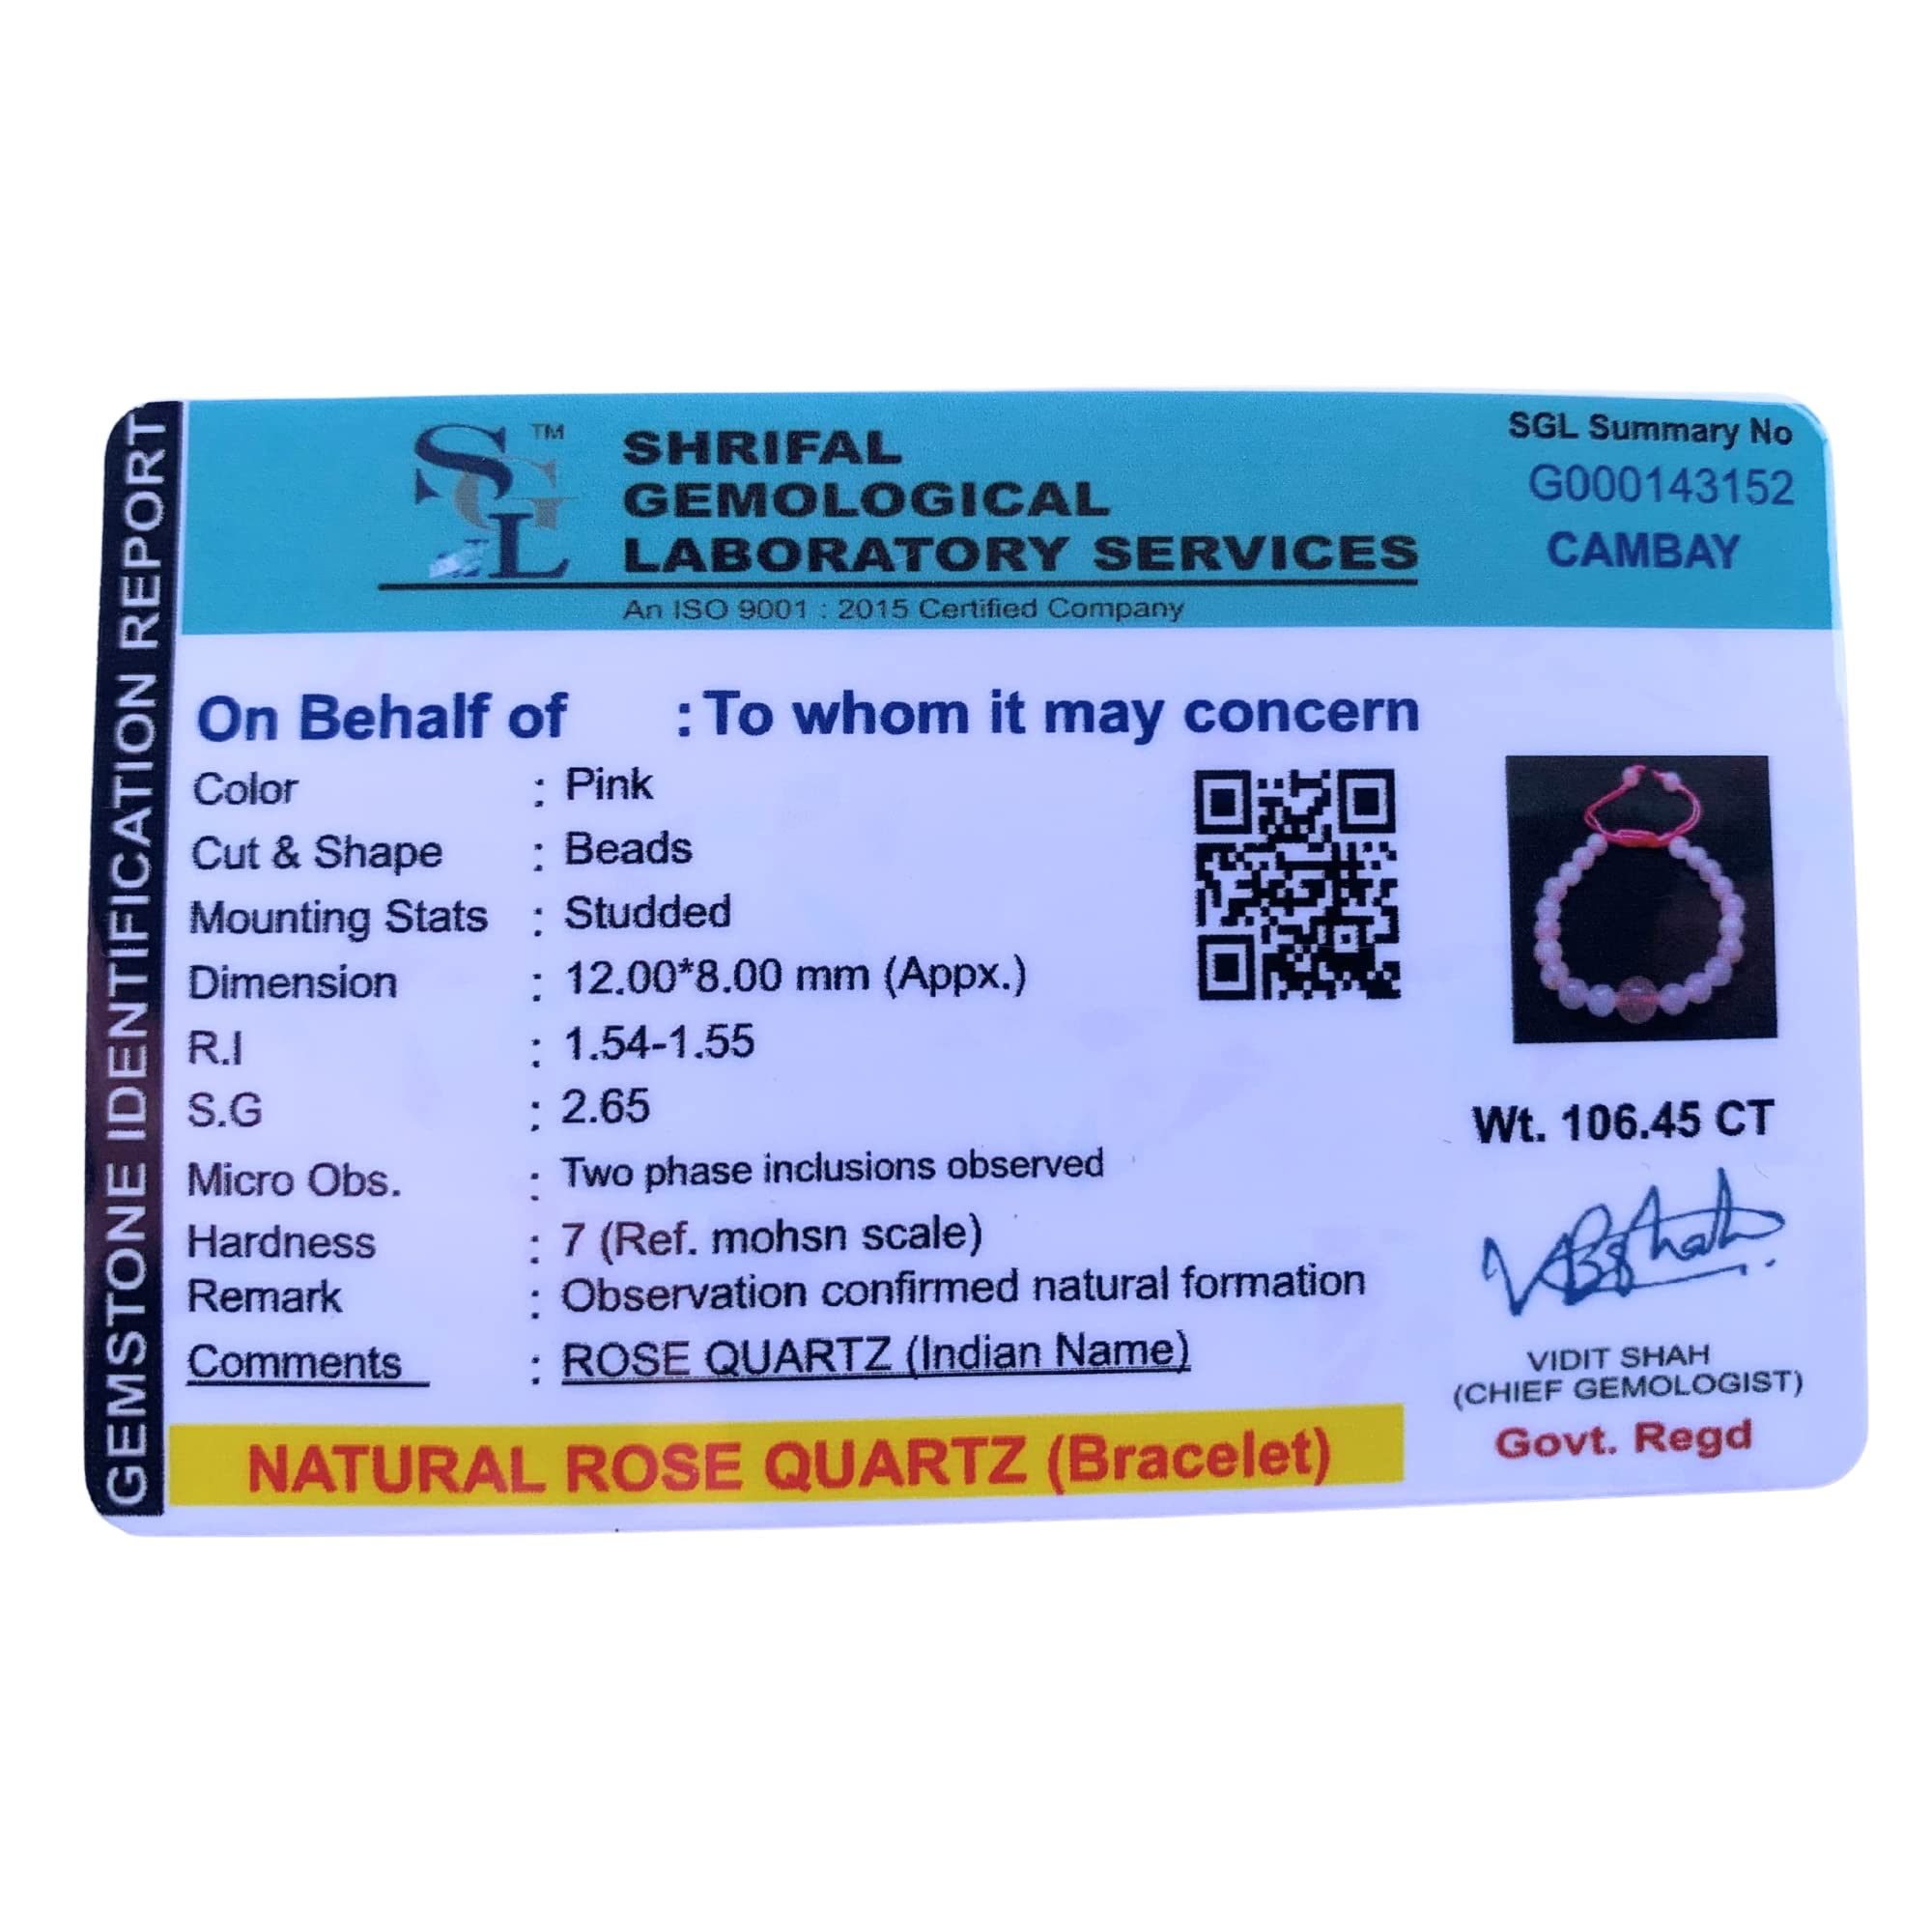 GEMSTONE IDENTIFICATION REPORT
SGL TM
SHRIFAL
GEMOLOGICAL
LABORATORY SERVICES
An ISO 9001 : 2015 Certified Company
SGL Summary No
G000143152
CAMBAY
On Behalf of : To whom it may concern
Color : Pink
Cut & Shape : Beads
Mounting Stats : Studded
Dimension : 12.00*8.00 mm (Appx.)
R.I : 1.54-1.55
S.G : 2.65
Micro Obs. : Two phase inclusions observed
Hardness : 7 (Ref. mohsn scale)
Remark : Observation confirmed natural formation
Comments : ROSE QUARTZ (Indian Name)
NATURAL ROSE QUARTZ (Bracelet)
Wt. 106.45 CT
VIDIT SHAH
(CHIEF GEMOLOGIST)
Govt. Regd